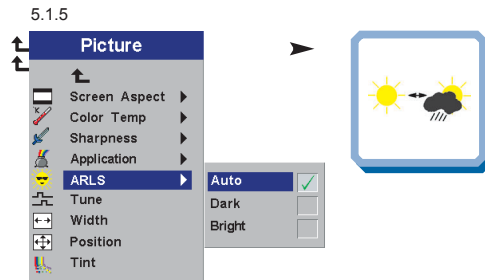 5.1.5
Picture
Screen Aspect
Color Temp
Sharpness
Application
ARLS
Auto
Tune
Dark
Width
Bright
Position
Tint